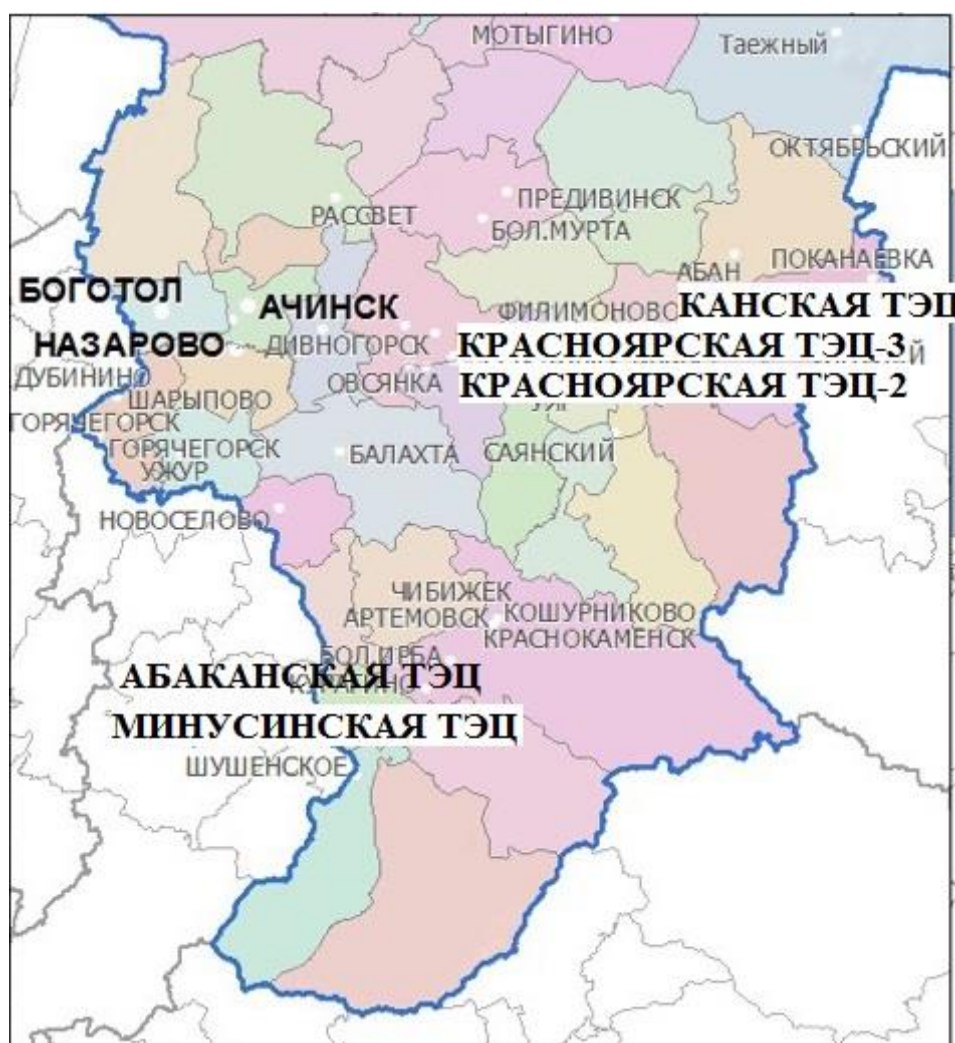 МОТЫГИНО
Таежный
ОКТЯБРЬСКИЙ
ПРЕДИВИНСК
РАССВЕТ
БОЛ.МУРТА
ПОКАНАЕВКА
АБАН
БОГОТОЛ
АЧИНСК
ФИЛИМОНОВО
КАНСКАЯ ТЭЦ
НАЗАРОВО
ДИВНОГОРСК
КРАСНОЯРСКАЯ ТЭЦ-3
ДУБИНИНО
ОВСЯНКА
КРАСНОЯРСКАЯ ТЭЦ-2
ШАРЫПОВО
ГОРЯЧЕГОРСК
ГОРЯЧЕГОРСК
БАЛАХТА
САЯНСКИЙ
УЖУР
НОВОСЕЛОВО
ЧИБИЖЕК
АРТЕМОВСК
КОШУРНИКОВО
КРАСНОКАМЕНСК
БОЛ.ИРБА
АБАКАНСКАЯ ТЭЦ
МИНУСИНСКАЯ ТЭЦ
ШУШЕНСКОЕ